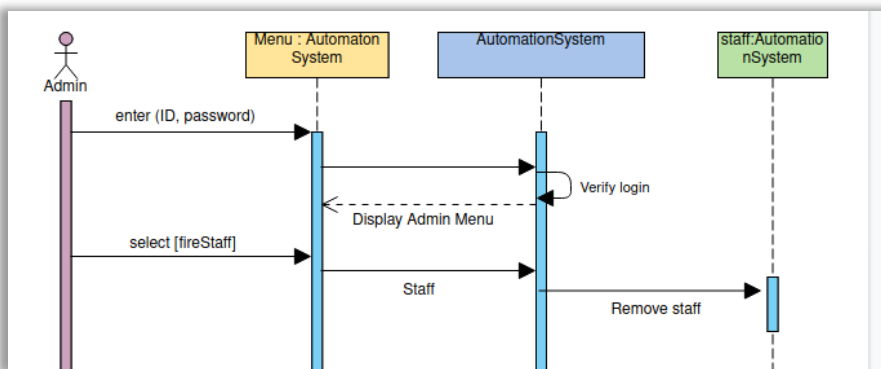 Menu : Automaton
System
AutomationSystem
staff:Automatio
nSystem
Admin
enter (ID, password)
Verify login
Display Admin Menu
select [fireStaff]
Staff
Remove staff